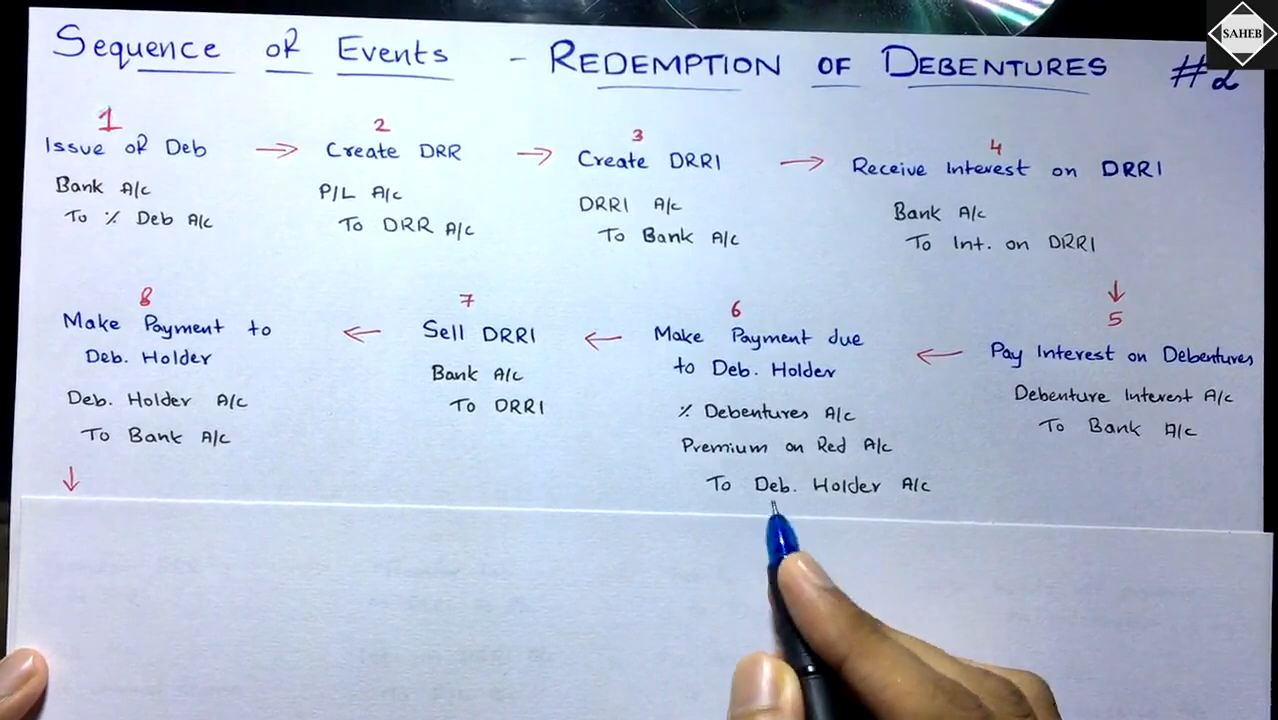 Sequence of Events - REDEMPTION OF DEBENTURES #2
SAHEB
1
Issue of Deb
Bank A/c
To % Deb A/c
2
Create DRR
P/L A/c
To DRR A/c
3
Create DRRI
DRRI A/c
To Bank A/c
4
Receive Interest on DRRI
Bank A/c
To Int. on DRRI
5
Pay Interest on Debentures
Debenture Interest A/c
To Bank A/c
6
Make Payment due
to Deb. Holder
% Debentures A/c
Premium on Red A/c
To Deb. Holder A/c
7
Sell DRRI
Bank A/c
To DRRI
8
Make Payment to
Deb. Holder
Deb. Holder A/c
To Bank A/c